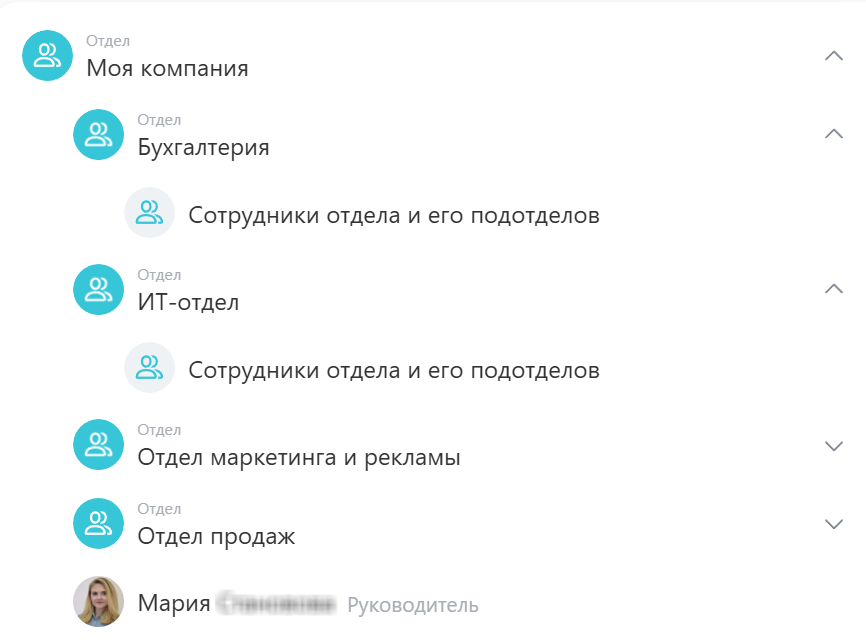 Отдел
Моя компания
Отдел
Бухгалтерия
Сотрудники отдела и его подотделов
Отдел
ИТ-отдел
Сотрудники отдела и его подотделов
Отдел
Отдел маркетинга и рекламы
Отдел
Отдел продаж
Мария Руководитель